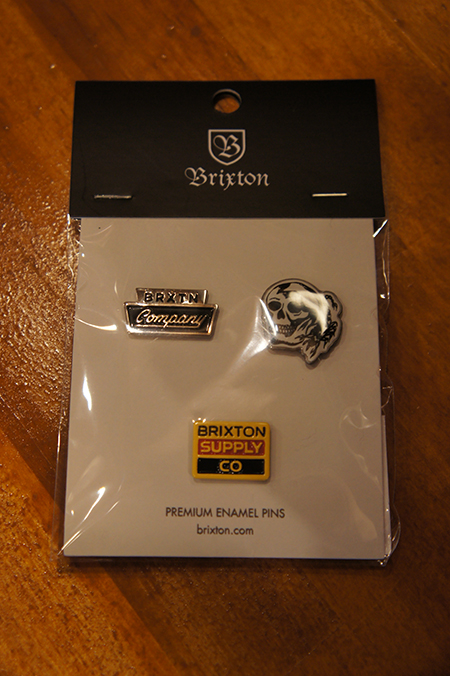 B
Brixton
BRXTN
Company
BRIXTON
SUPPLY
CO
PREMIUM ENAMEL PINS
brixton.com